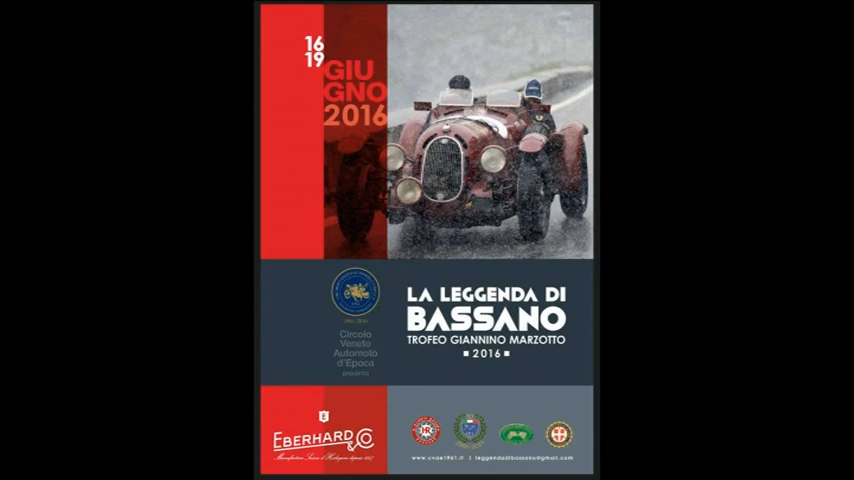 16
19
GIU
GNO
2016
LA LEGGENDA DI
BASSANO
TROFEO GIANNINO MARZOTTO
2016
Circolo
Veneto
Automoto
d'Epoca
presenta
E
EBERHARD & CO
HR
www.cvae1961.it | leggendadibassano@gmail.com